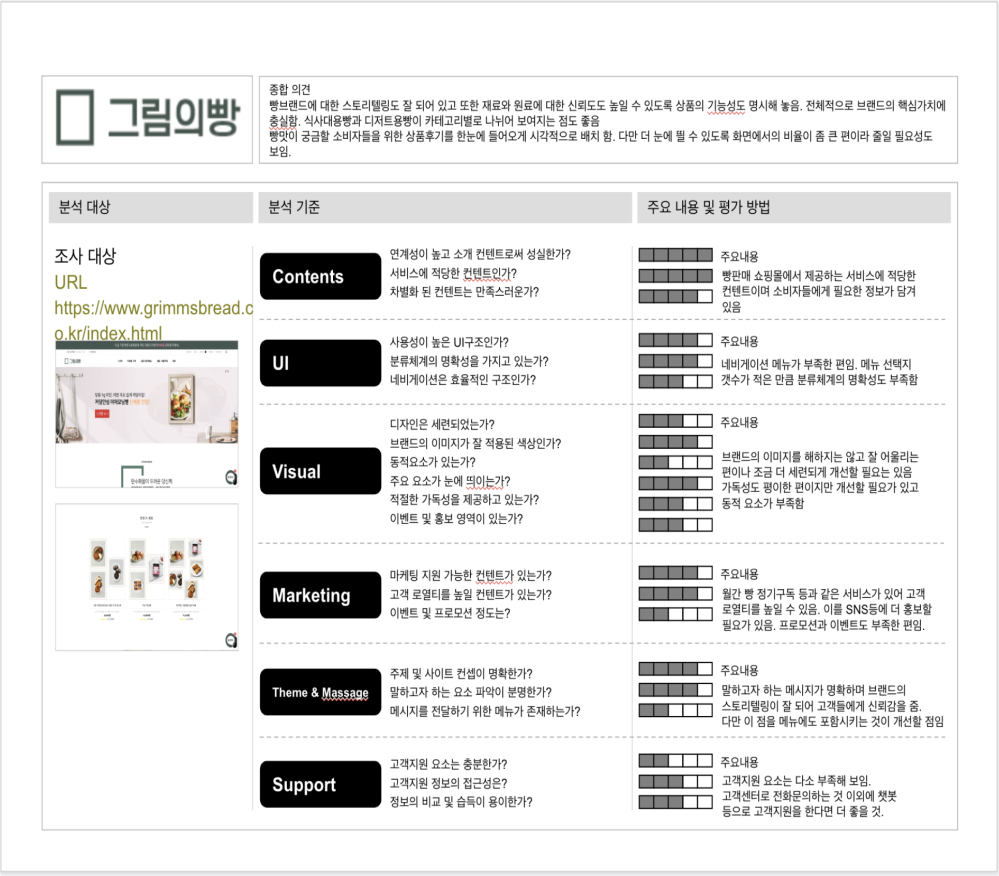 그림의빵
종합 의견
빵브랜드에 대한 스토리텔링도 잘 되어 있고 또한 재료와 원료에 대한 신뢰도도 높일 수 있도록 상품의 기능성도 명시해 놓음. 전체적으로 브랜드의 핵심가치에
충실함. 식사대용빵과 디저트용빵이 카테고리별로 나뉘어 보여지는 점도 좋음
빵맛이 궁금할 소비자들을 위한 상품후기를 한눈에 들어오게 시각적으로 배치 함. 다만 더 눈에 띌 수 있도록 화면에서의 비율이 좀 큰 편이라 줄일 필요성도
보임.
분석 대상
분석 기준
주요 내용 및 평가 방법
조사 대상
URL
https://www.grimmsbread.c
o.kr/index.html
Contents
연계성이 높고 소개 컨텐트로써 성실한가?
서비스에 적당한 컨텐트인가?
차별화 된 컨텐트는 만족스러운가?
주요내용
빵판매 쇼핑몰에서 제공하는 서비스에 적당한
컨텐트이며 소비자들에게 필요한 정보가 담겨
있음
UI
사용성이 높은 UI구조인가?
분류체계의 명확성을 가지고 있는가?
네비게이션은 효율적인 구조인가?
주요내용
네비게이션 메뉴가 부족한 편임. 메뉴 선택지
갯수가 적은 만큼 분류체계의 명확성도 부족함
Visual
디자인은 세련되었는가?
브랜드의 이미지가 잘 적용된 색상인가?
동적요소가 있는가?
주요 요소가 눈에 띄이는가?
적절한 가독성을 제공하고 있는가?
이벤트 및 홍보 영역이 있는가?
주요내용
브랜드의 이미지를 해하지는 않고 잘 어울리는
편이나 조금 더 세련되게 개선할 필요는 있음
가독성도 평이한 편이지만 개선할 필요가 있고
동적 요소가 부족함
Marketing
마케팅 지원 가능한 컨텐트가 있는가?
고객 로열티를 높일 컨텐트가 있는가?
이벤트 및 프로모션 정도는?
주요내용
월간 빵 정기구독 등과 같은 서비스가 있어 고객
로열티를 높일 수 있음. 이를 SNS등에 더 홍보할
필요가 있음. 프로모션과 이벤트도 부족한 편임.
Theme & Massage
주제 및 사이트 컨셉이 명확한가?
말하고자 하는 요소 파악이 분명한가?
메시지를 전달하기 위한 메뉴가 존재하는가?
주요내용
말하고자 하는 메시지가 명확하며 브랜드의
스토리텔링이 잘 되어 고객들에게 신뢰감을 줌.
다만 이 점을 메뉴에도 포함시키는 것이 개선할 점임
Support
고객지원 요소는 충분한가?
고객지원 정보의 접근성은?
정보의 비교 및 습득이 용이한가?
주요내용
고객지원 요소는 다소 부족해 보임.
고객센터로 전화문의하는 것 이외에 챗봇
등으로 고객지원을 한다면 더 좋을 것.